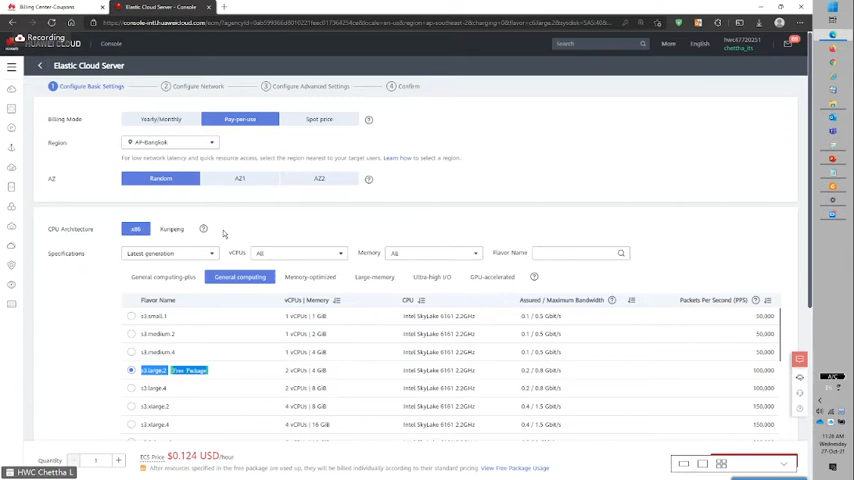 Billing Center-Coupons
Elastic Cloud Server - Console
Recording
HUAWEI CLOUD
Console
Search
More
English
hwc47720251
chettha_its
Elastic Cloud Server
1 Configure Basic Settings
2 Configure Network
3 Configure Advanced Settings
4 Confirm
Billing Mode
Yearly/Monthly
Pay-per-use
Spot price
Region
AP-Bangkok
For low network latency and quick resource access, select the region nearest to your target users. Learn how to select a region.
AZ
Random
AZ1
AZ2
CPU Architecture
x86
Kunpeng
Specifications
Latest generation
vCPUs
All
Memory
All
Flavor Name
General computing-plus
General computing
Memory-optimized
Large-memory
Ultra-high I/O
GPU-accelerated
Flavor Name vCPUs | Memory CPU Assured / Maximum Bandwidth Packets Per Second (PPS)
s3.small.1 1 vCPUs | 1 GiB Intel SkyLake 6161 2.2GHz 0.1 / 0.5 Gbit/s 50,000
s3.medium.2 1 vCPUs | 2 GiB Intel SkyLake 6161 2.2GHz 0.1 / 0.5 Gbit/s 50,000
s3.medium.4 1 vCPUs | 4 GiB Intel SkyLake 6161 2.2GHz 0.1 / 0.5 Gbit/s 50,000
s3.large.2 Free Package 2 vCPUs | 4 GiB Intel SkyLake 6161 2.2GHz 0.2 / 0.8 Gbit/s 100,000
s3.large.4 2 vCPUs | 8 GiB Intel SkyLake 6161 2.2GHz 0.2 / 0.8 Gbit/s 100,000
s3.xlarge.2 4 vCPUs | 8 GiB Intel SkyLake 6161 2.2GHz 0.4 / 1.5 Gbit/s 150,000
s3.xlarge.4 4 vCPUs | 16 GiB Intel SkyLake 6161 2.2GHz 0.4 / 1.5 Gbit/s 150,000
Quantity
1
ECS Price $0.124 USD/hour
After resources specified in the free package are used up, they will be billed individually according to their standard pricing. View Free Package Usage
HWC Chettha L
11:26 AM
27-Oct-21